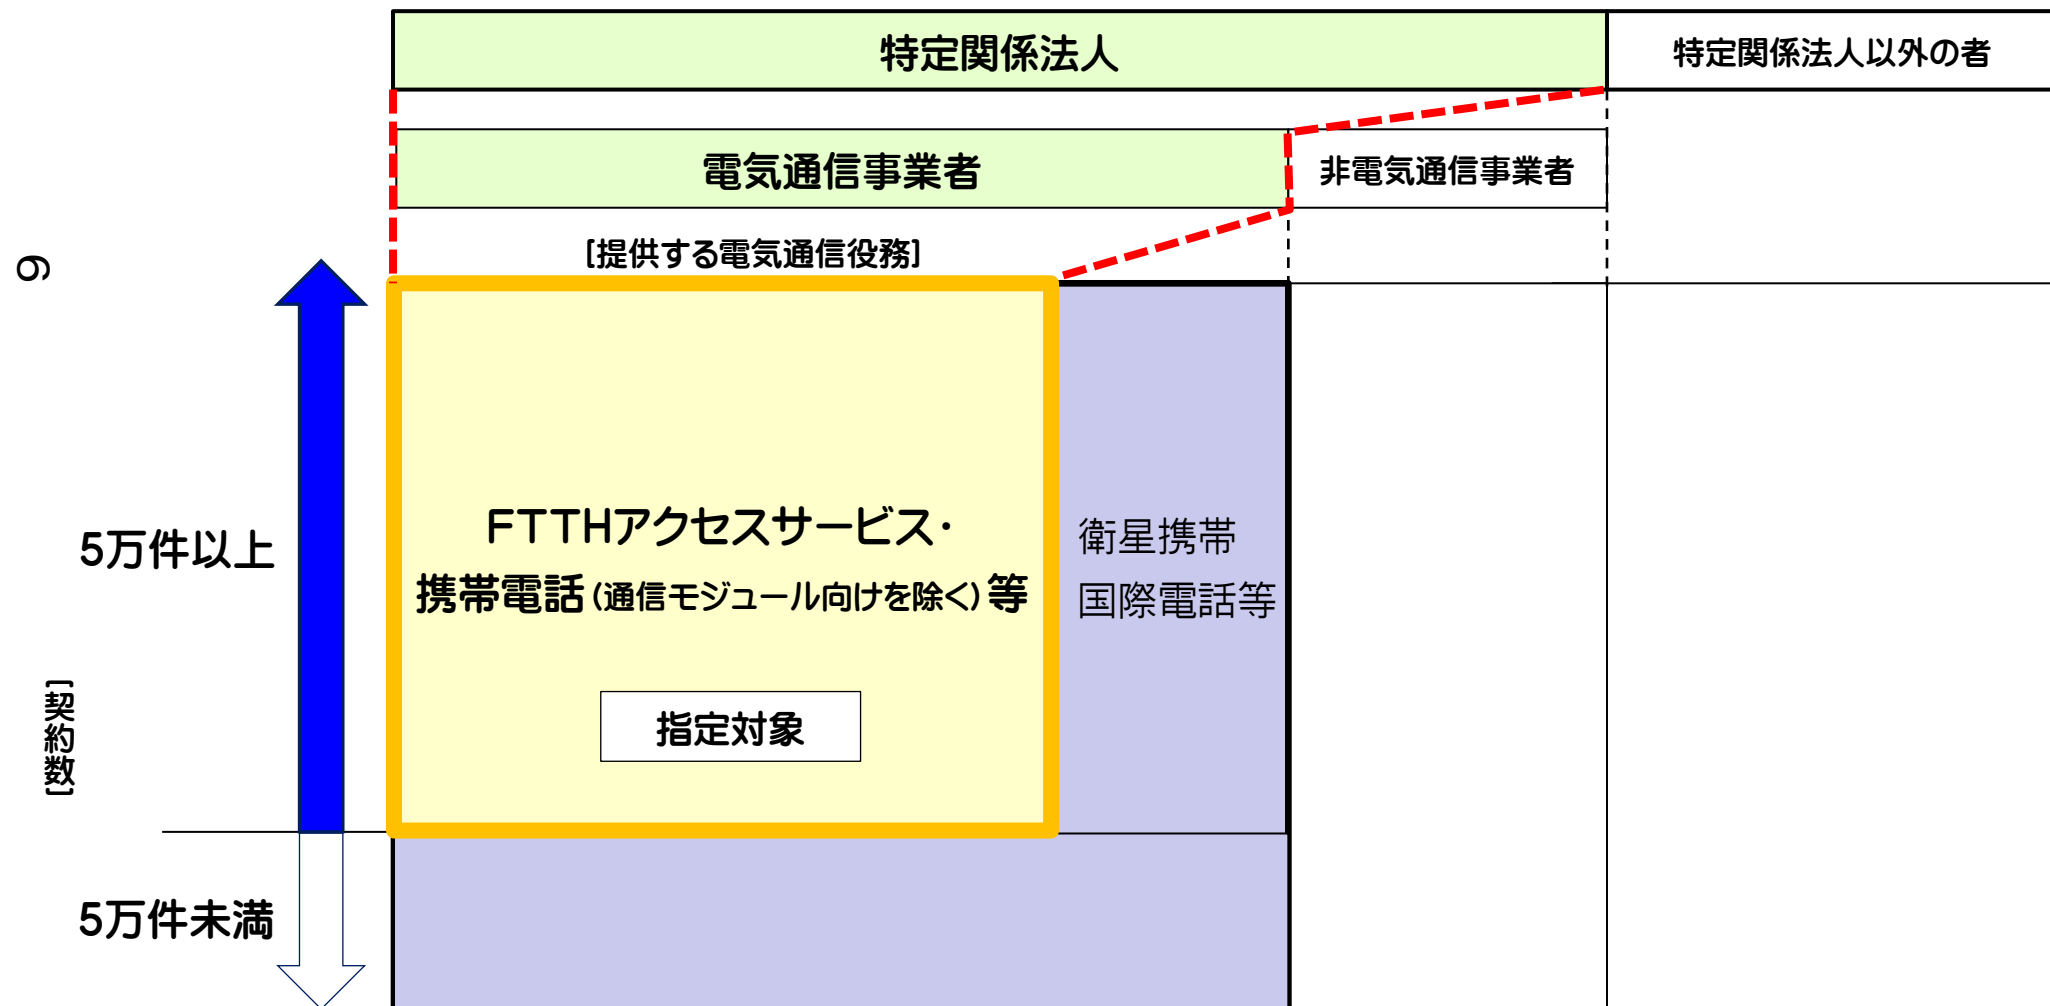 特定関係法人
特定関係法人以外の者
電気通信事業者
非電気通信事業者
[提供する電気通信役務]
6
FTTHアクセスサービス・
携帯電話(通信モジュール向けを除く)等
衛星携帯
国際電話等
5万件以上
[契約数]
指定対象
5万件未満